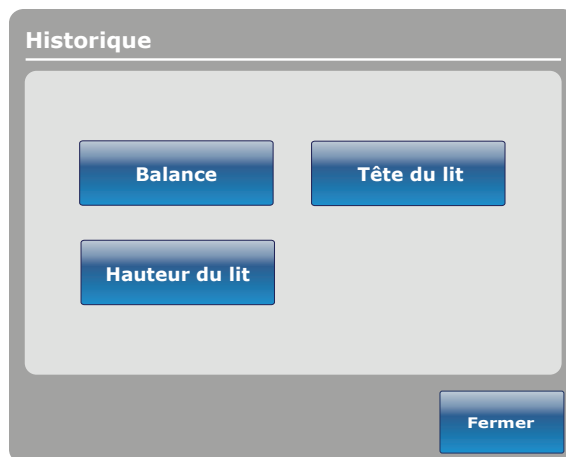 Historique
Balance
Tête du lit
Hauteur du lit
Fermer